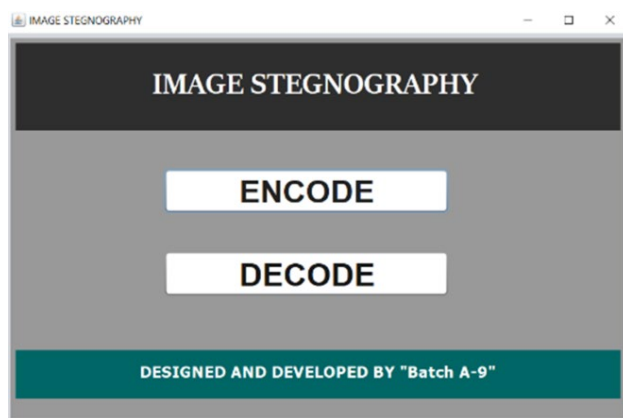 IMAGE STEGNOGRAPHY
IMAGE STEGNOGRAPHY
ENCODE
DECODE
DESIGNED AND DEVELOPED BY "Batch A-9"